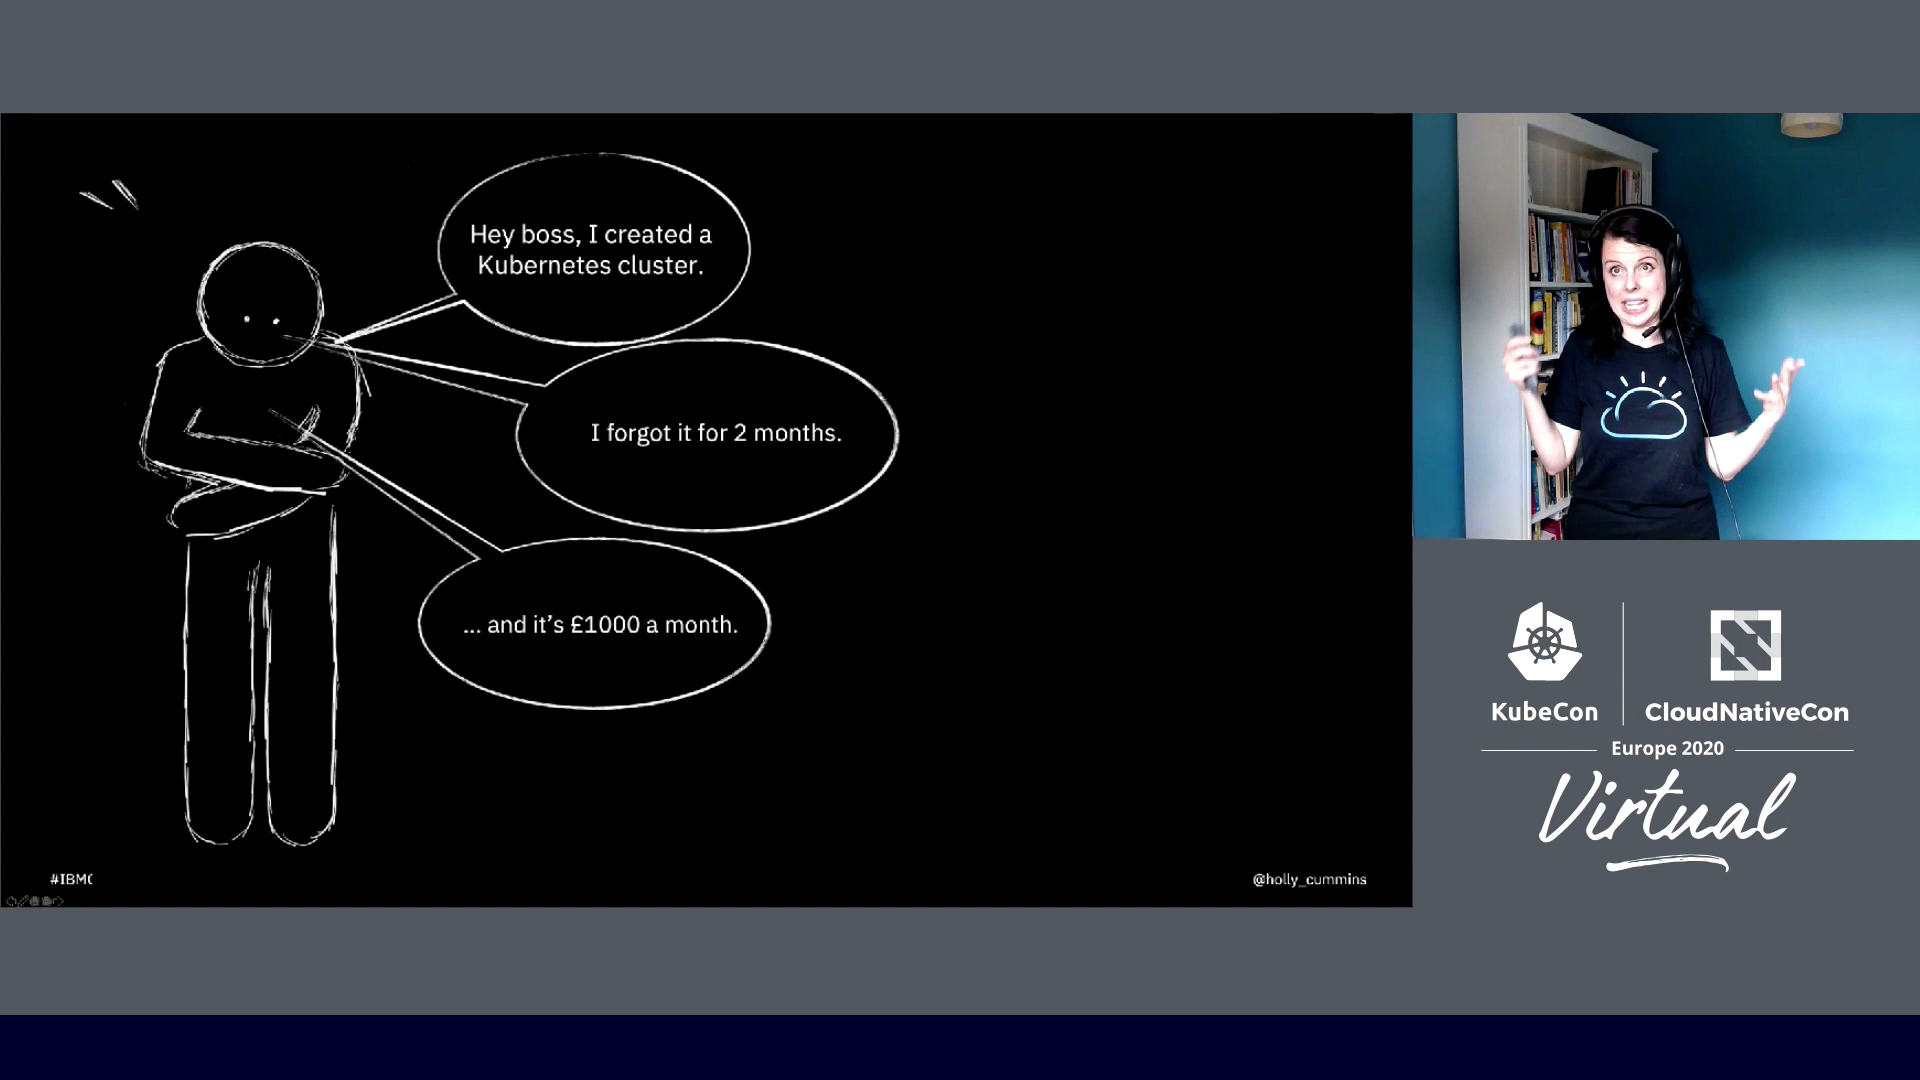 Hey boss, I created a
Kubernetes cluster.
I forgot it for 2 months.
... and it's £1000 a month.
#IBM
@holly_cummins
KubeCon
CloudNativeCon
Europe 2020
Virtual